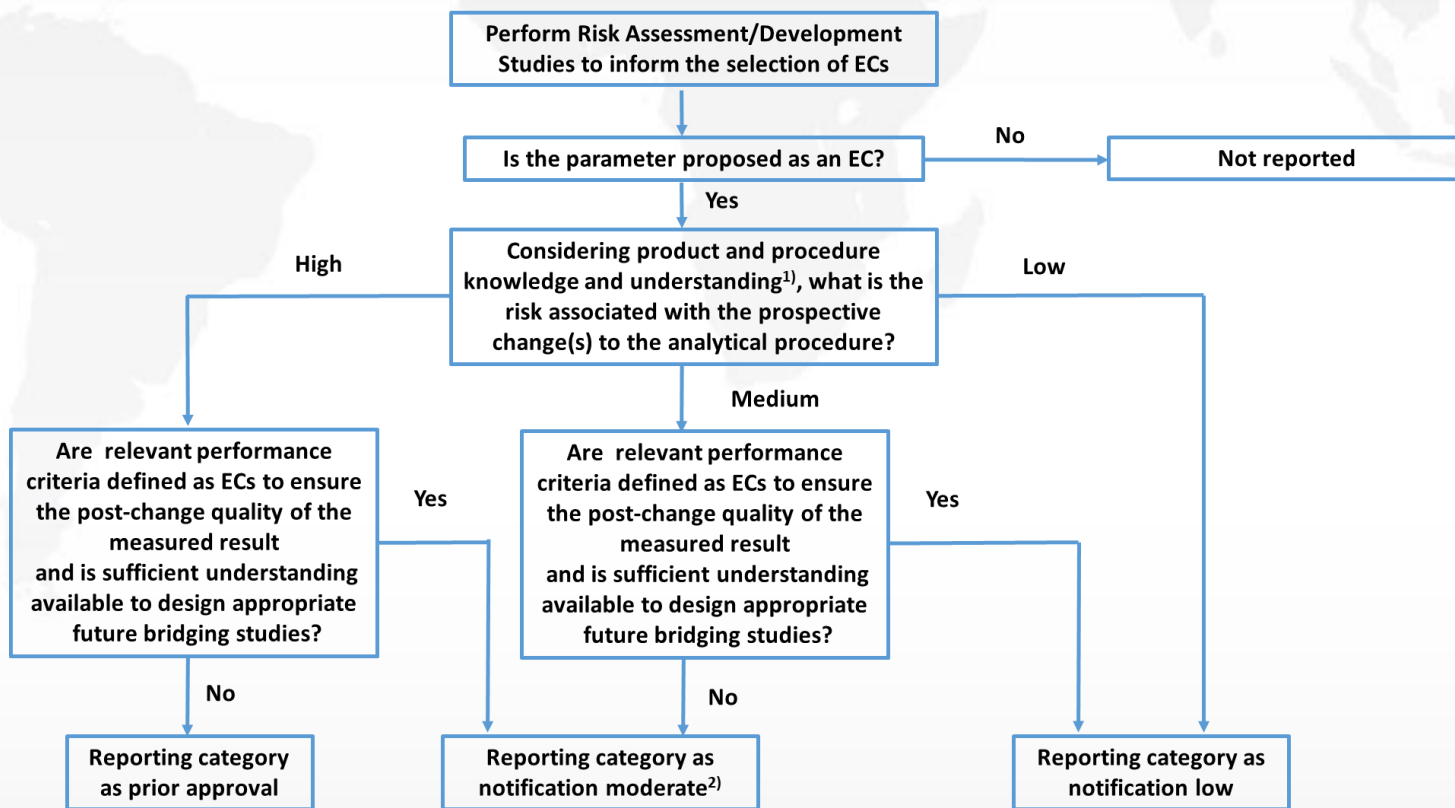 Perform Risk Assessment/Development
Studies to inform the selection of ECs
Is the parameter proposed as an EC?
No
Not reported
Yes
Considering product and procedure
knowledge and understanding¹⁾, what is the
risk associated with the prospective
change(s) to the analytical procedure?
High
Low
Medium
Are relevant performance
criteria defined as ECs to ensure
the post-change quality of the
measured result
and is sufficient understanding
available to design appropriate
future bridging studies?
Yes
No
Are relevant performance
criteria defined as ECs to ensure
the post-change quality of the
measured result
and is sufficient understanding
available to design appropriate
future bridging studies?
Yes
No
Reporting category
as prior approval
Reporting category as
notification moderate²⁾
Reporting category as
notification low